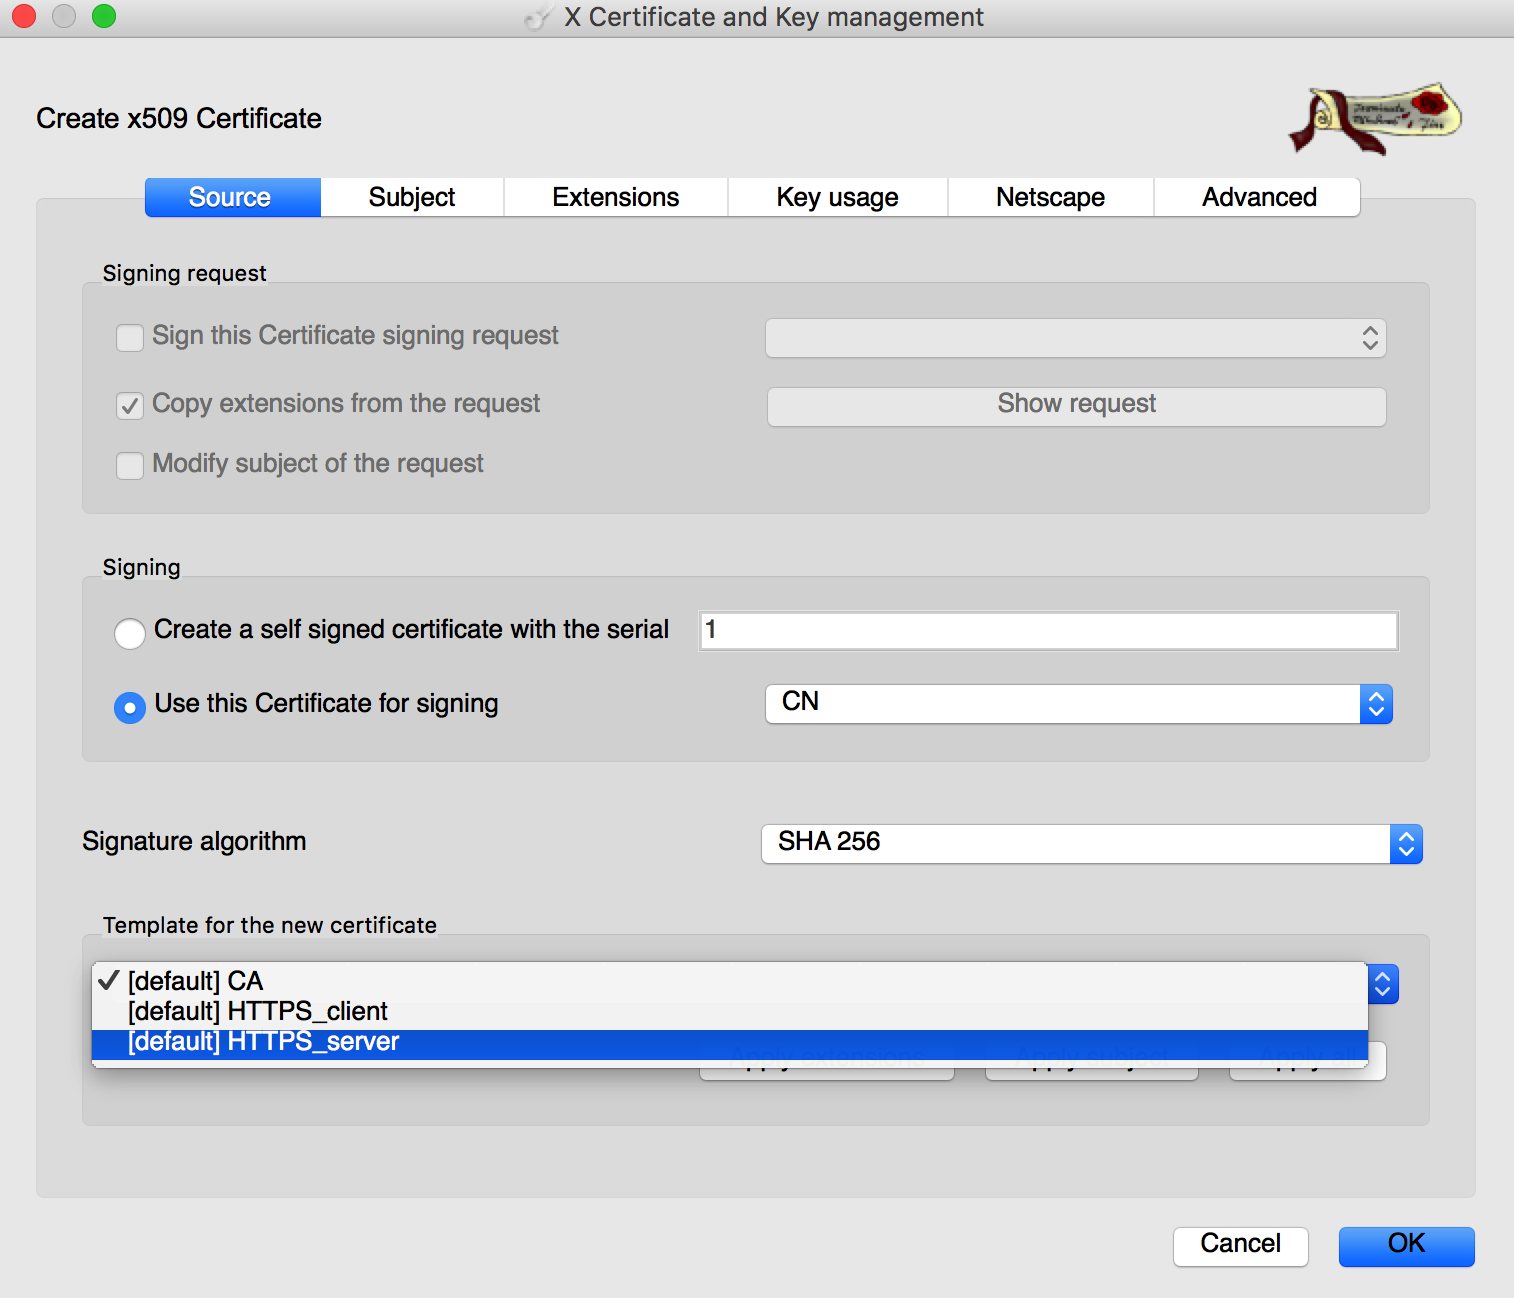 X Certificate and Key management
Create x509 Certificate
Source Subject Extensions Key usage Netscape Advanced
Signing request
Sign this Certificate signing request
Copy extensions from the request Show request
Modify subject of the request
Signing
Create a self signed certificate with the serial 1
Use this Certificate for signing CN
Signature algorithm SHA 256
Template for the new certificate
[default] CA
[default] HTTPS_client
[default] HTTPS_server
Apply extensions Apply subject Apply all
Cancel OK